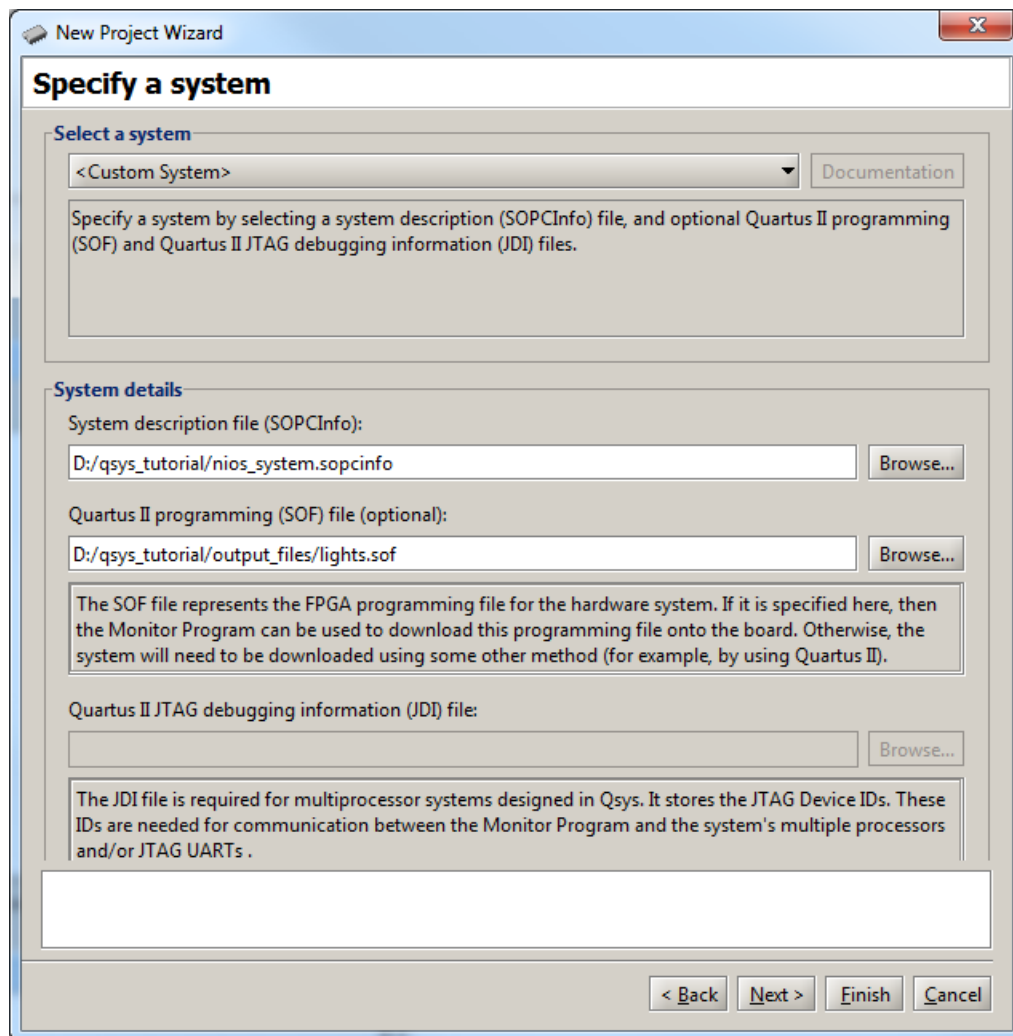 New Project Wizard
Specify a system
Select a system
<Custom System>
Documentation
Specify a system by selecting a system description (SOPCInfo) file, and optional Quartus II programming
(SOF) and Quartus II JTAG debugging information (JDI) files.
System details
System description file (SOPCInfo):
D:/qsys_tutorial/nios_system.sopcinfo
Browse...
Quartus II programming (SOF) file (optional):
D:/qsys_tutorial/output_files/lights.sof
Browse...
The SOF file represents the FPGA programming file for the hardware system. If it is specified here, then
the Monitor Program can be used to download this programming file onto the board. Otherwise, the
system will need to be downloaded using some other method (for example, by using Quartus II).
Quartus II JTAG debugging information (JDI) file:
Browse...
The JDI file is required for multiprocessor systems designed in Qsys. It stores the JTAG Device IDs. These
IDs are needed for communication between the Monitor Program and the system's multiple processors
and/or JTAG UARTs .
< Back
Next >
Finish
Cancel